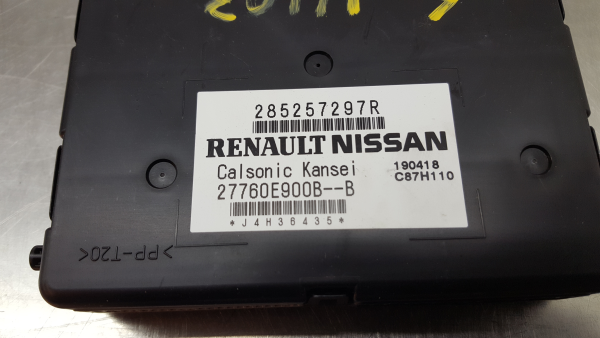 285257297R
RENAULT NISSAN
Calsonic Kansei 190418
27760E900B--B C87H110
*J4H36435*
>PP-T20<